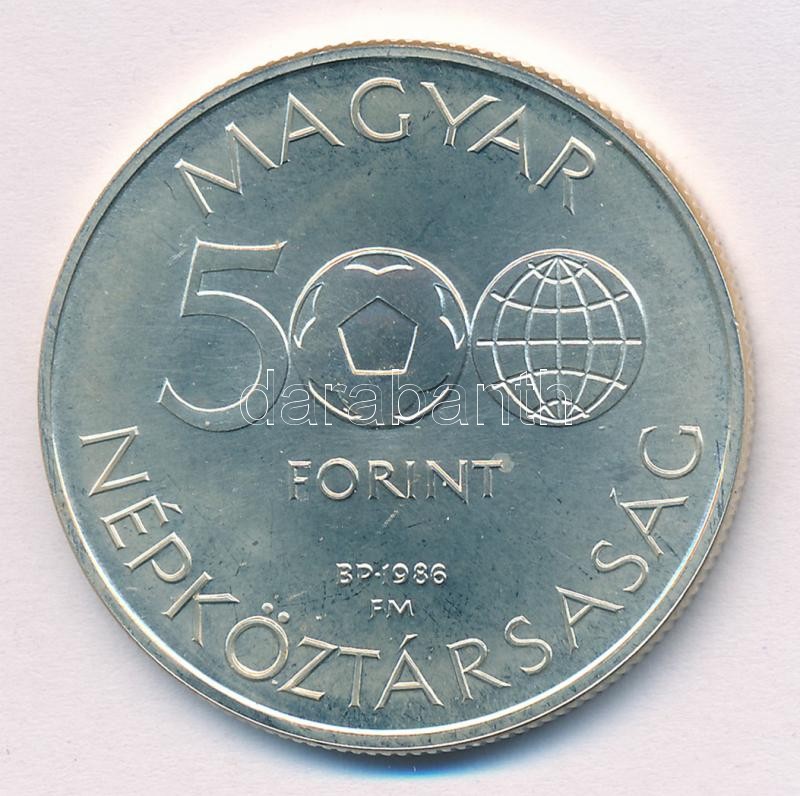 MAGYAR
500
darabanth
FORINT
BP·1986
FM
NÉPKÖZTÁRSASÁG